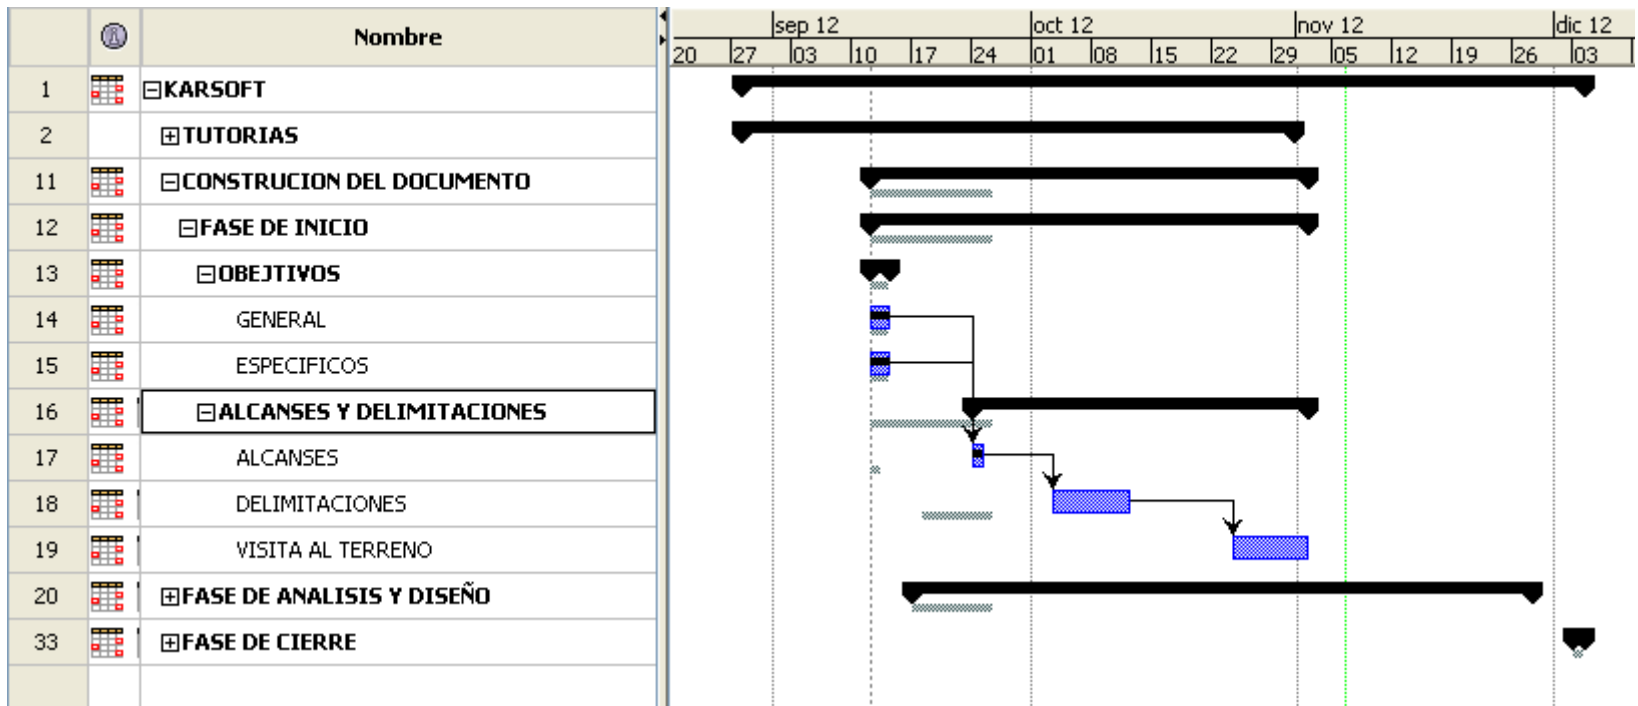 Nombre
sep 12 oct 12 nov 12 dic 12
20 27 03 10 17 24 01 08 15 22 29 05 12 19 26 03
1 KARSOFT
2 TUTORIAS
11 CONSTRUCION DEL DOCUMENTO
12 FASE DE INICIO
13 OBEJTIVOS
14 GENERAL
15 ESPECIFICOS
16 ALCANSES Y DELIMITACIONES
17 ALCANSES
18 DELIMITACIONES
19 VISITA AL TERRENO
20 FASE DE ANALISIS Y DISEÑO
33 FASE DE CIERRE